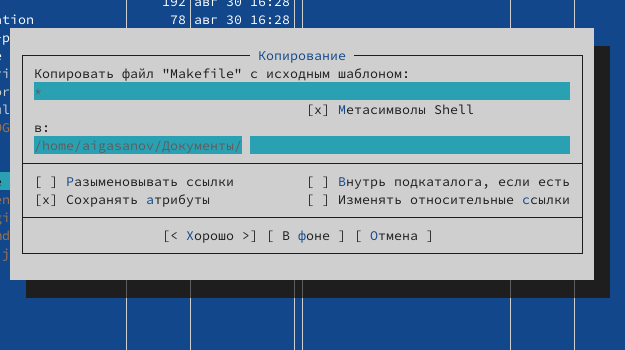 192 авг 30 16:28
ation 78 авг 30 16:28
-p
Копирование
Копировать файл "Makefile" с исходным шаблоном:
*
[x] Метасимволы Shell
в:
/home/aigasanov/Документы/
[ ] Разыменовывать ссылки [ ] Внутрь подкаталога, если есть
[x] Сохранять атрибуты [ ] Изменять относительные ссылки
[< Хорошо >] [ В фоне ] [ Отмена ]